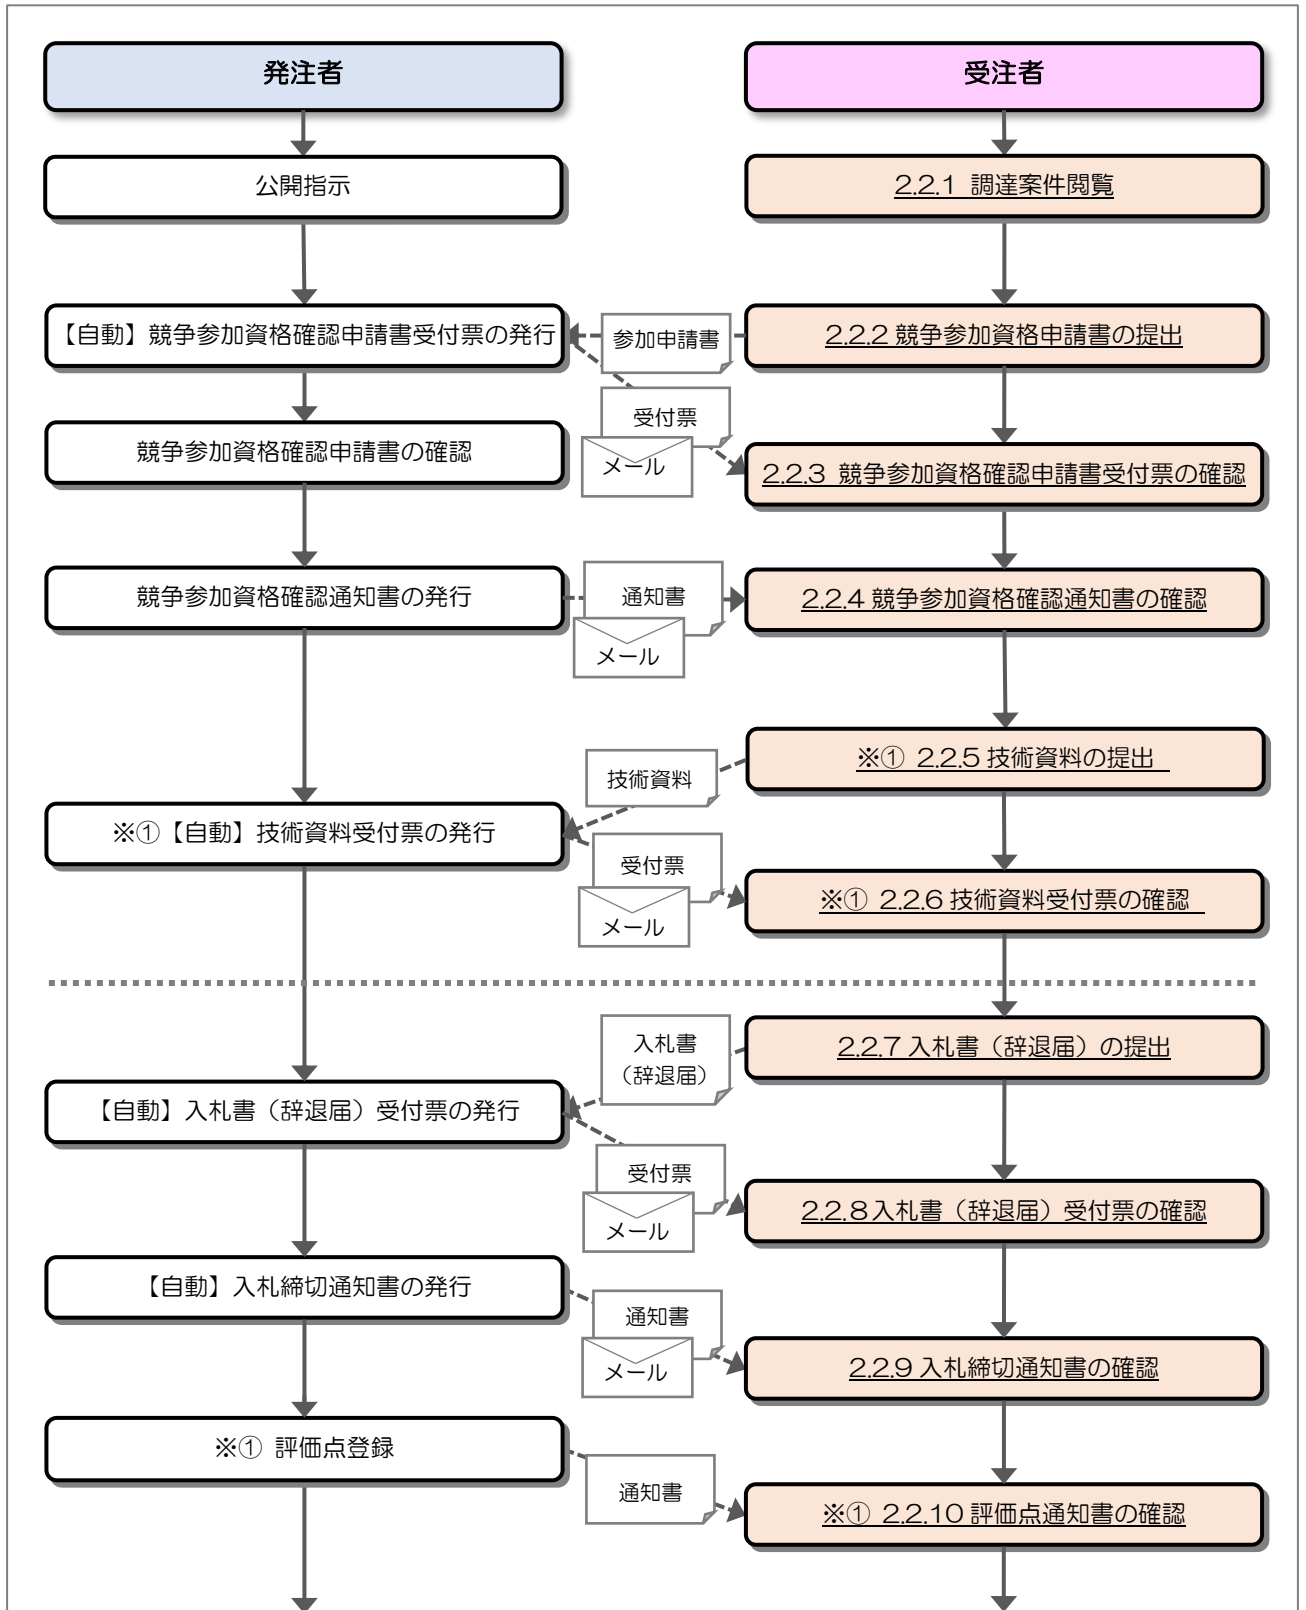 発注者
受注者
公開指示
2.2.1 調達案件閲覧
【自動】競争参加資格確認申請書受付票の発行
参加申請書
2.2.2 競争参加資格申請書の提出
受付票
メール
競争参加資格確認申請書の確認
2.2.3 競争参加資格確認申請書受付票の確認
競争参加資格確認通知書の発行
通知書
メール
2.2.4 競争参加資格確認通知書の確認
※① 2.2.5 技術資料の提出
技術資料
※①【自動】技術資料受付票の発行
受付票
メール
※① 2.2.6 技術資料受付票の確認
入札書
（辞退届）
2.2.7 入札書（辞退届）の提出
【自動】入札書（辞退届）受付票の発行
受付票
メール
2.2.8 入札書（辞退届）受付票の確認
【自動】入札締切通知書の発行
通知書
メール
2.2.9 入札締切通知書の確認
※① 評価点登録
通知書
※① 2.2.10 評価点通知書の確認